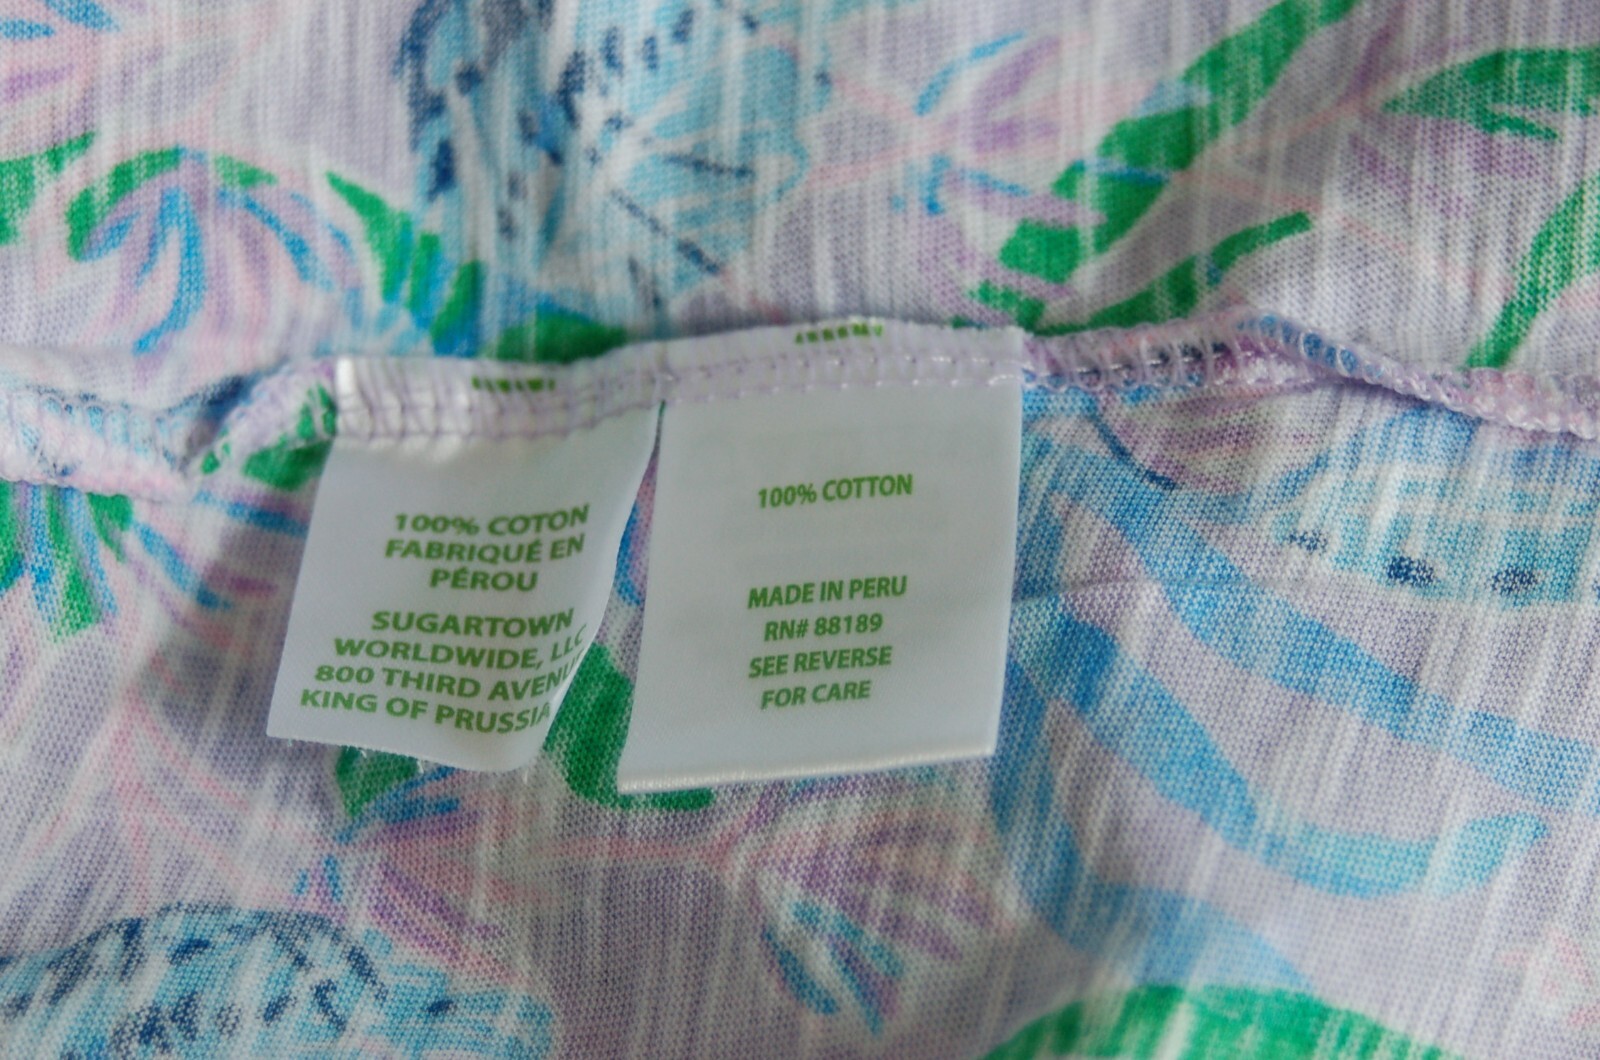 100% COTON
FABRIQUÉ EN
PÉROU
SUGARTOWN
WORLDWIDE, LLC
800 THIRD AVENU
KING OF PRUSSIA
100% COTTON
MADE IN PERU
RN# 88189
SEE REVERSE
FOR CARE